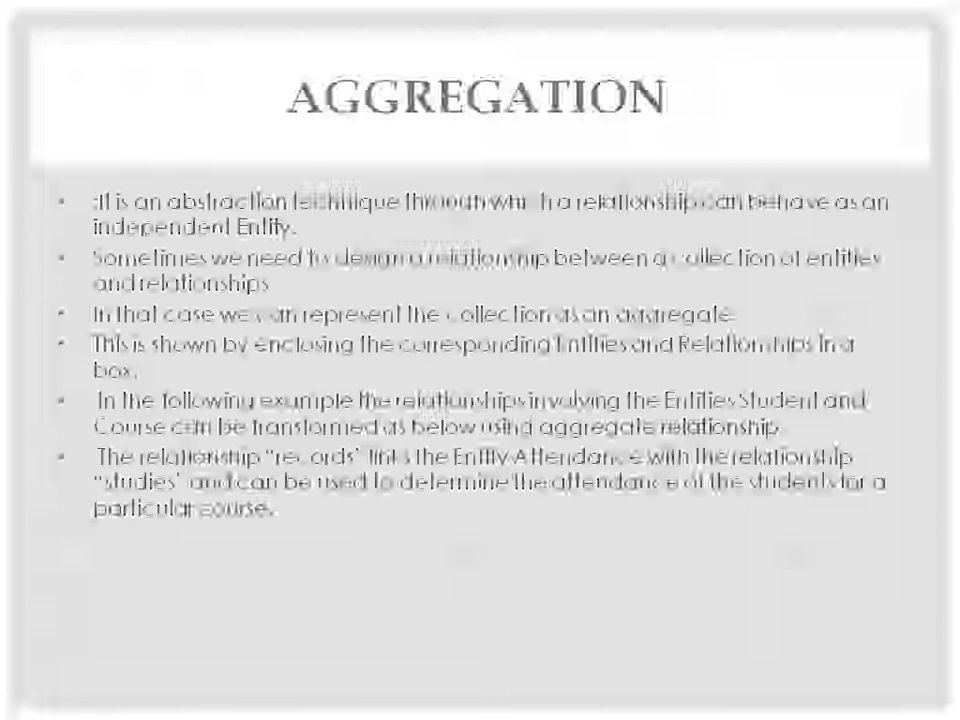 AGGREGATION
• :It is an abstraction technique through which a relationship can behave as an
independent Entity.
• Sometimes we need to design a relationship between a collection of entities
and relationships
• In that case we can represent the collection as an aggregate
• This is shown by enclosing the corresponding Entities and Relationships in a
box.
• In the following example the relationships involving the Entities Student and
Course can be transformed as below using aggregate relationship
• The relationship "records" links the Entity Attendance with the relationship
"studies" and can be used to determine the attendance of the students for a
particular course.